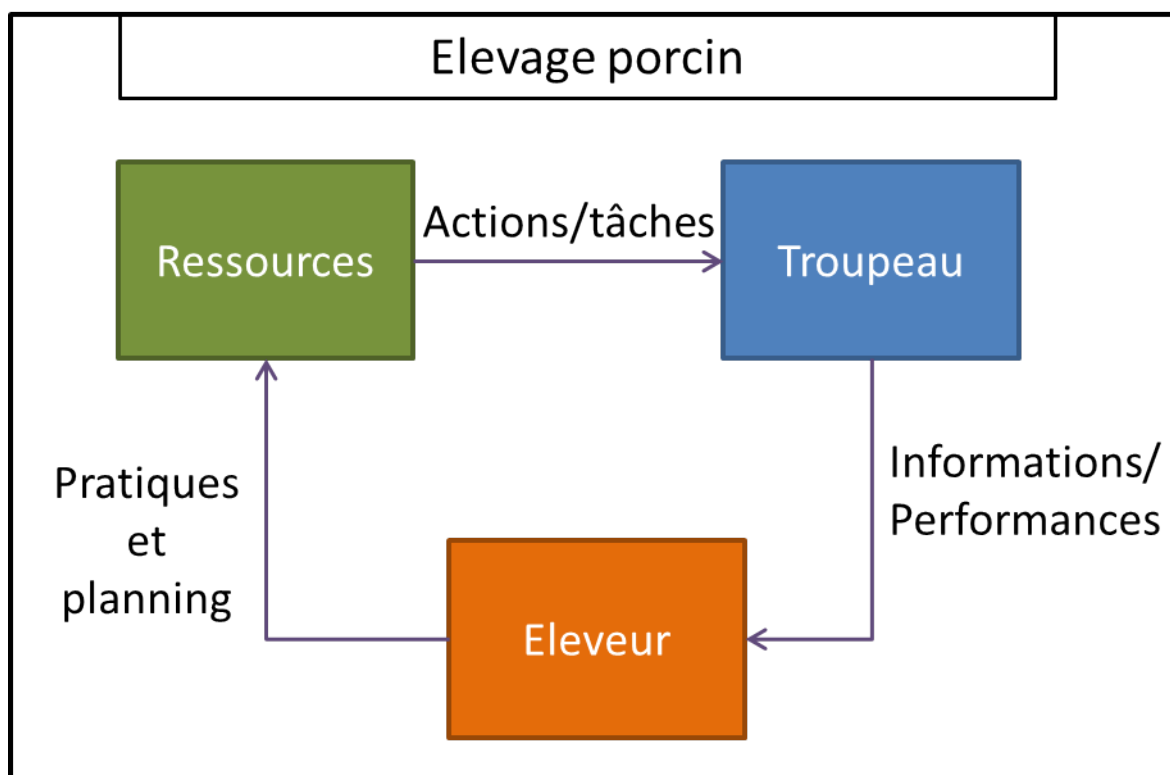 Elevage porcin
Ressources
Actions/tâches
Troupeau
Pratiques
et
planning
Informations/
Performances
Eleveur